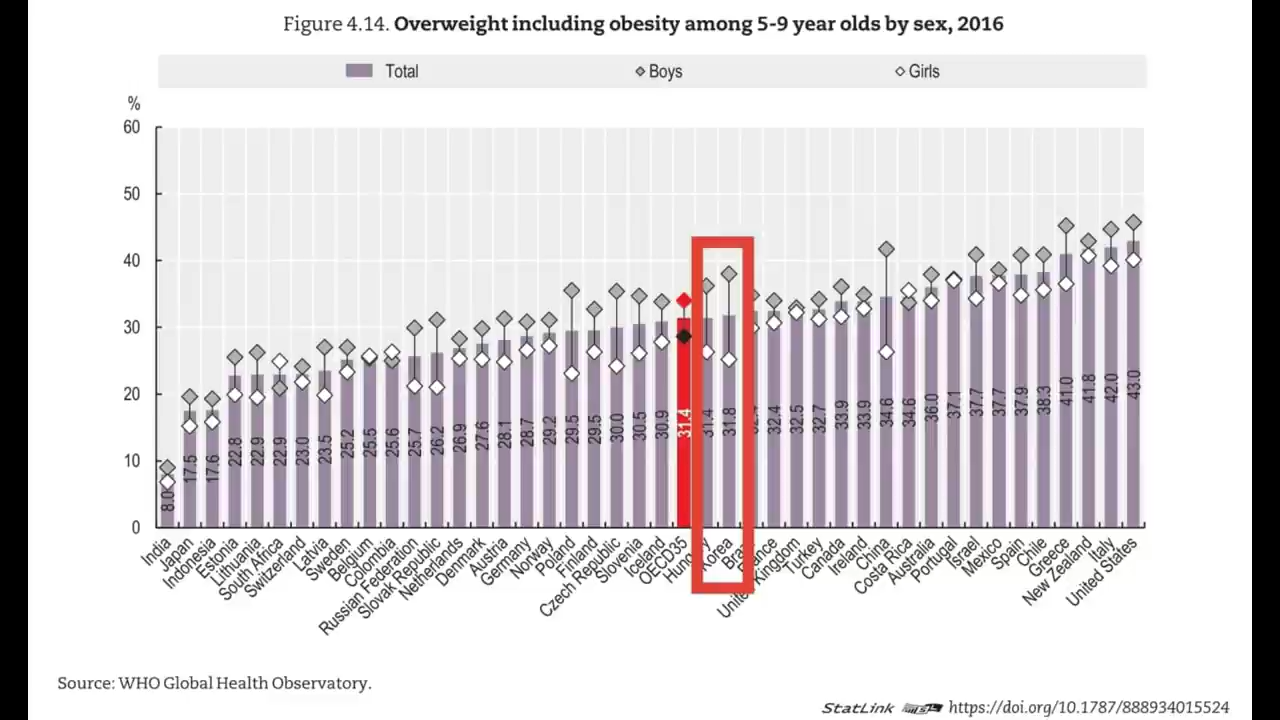 Figure 4.14. Overweight including obesity among 5-9 year olds by sex, 2016
Total Boys Girls
%
60
50
40
30
20
10
0
8.0 17.5 17.6 22.8 22.9 22.9 23.0 23.5 25.2 25.5 25.6 25.7 26.2 26.9 27.6 28.1 28.7 29.2 29.5 29.5 30.0 30.5 30.9 31.4 31.4 31.8 32.4 32.5 32.7 33.9 33.9 34.6 34.6 36.0 37.1 37.7 37.7 37.9 38.3 41.0 41.8 42.0 43.0
India Japan Indonesia Estonia Lithuania South Africa Switzerland Latvia Sweden Belgium Colombia Russian Federation Slovak Republic Netherlands Denmark Austria Germany Norway Poland Finland Czech Republic Slovenia Iceland OECD35 Korea United Kingdom Turkey Canada Ireland China Costa Rica Australia Portugal Israel Mexico Spain Chile Greece New Zealand Italy United States
Source: WHO Global Health Observatory.
StatLink https://doi.org/10.1787/888934015524